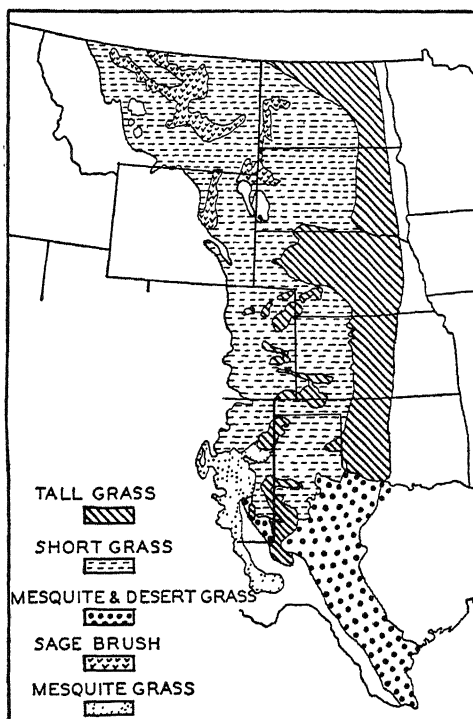 TALL GRASS
SHORT GRASS
MESQUITE & DESERT GRASS
SAGE BRUSH
MESQUITE GRASS